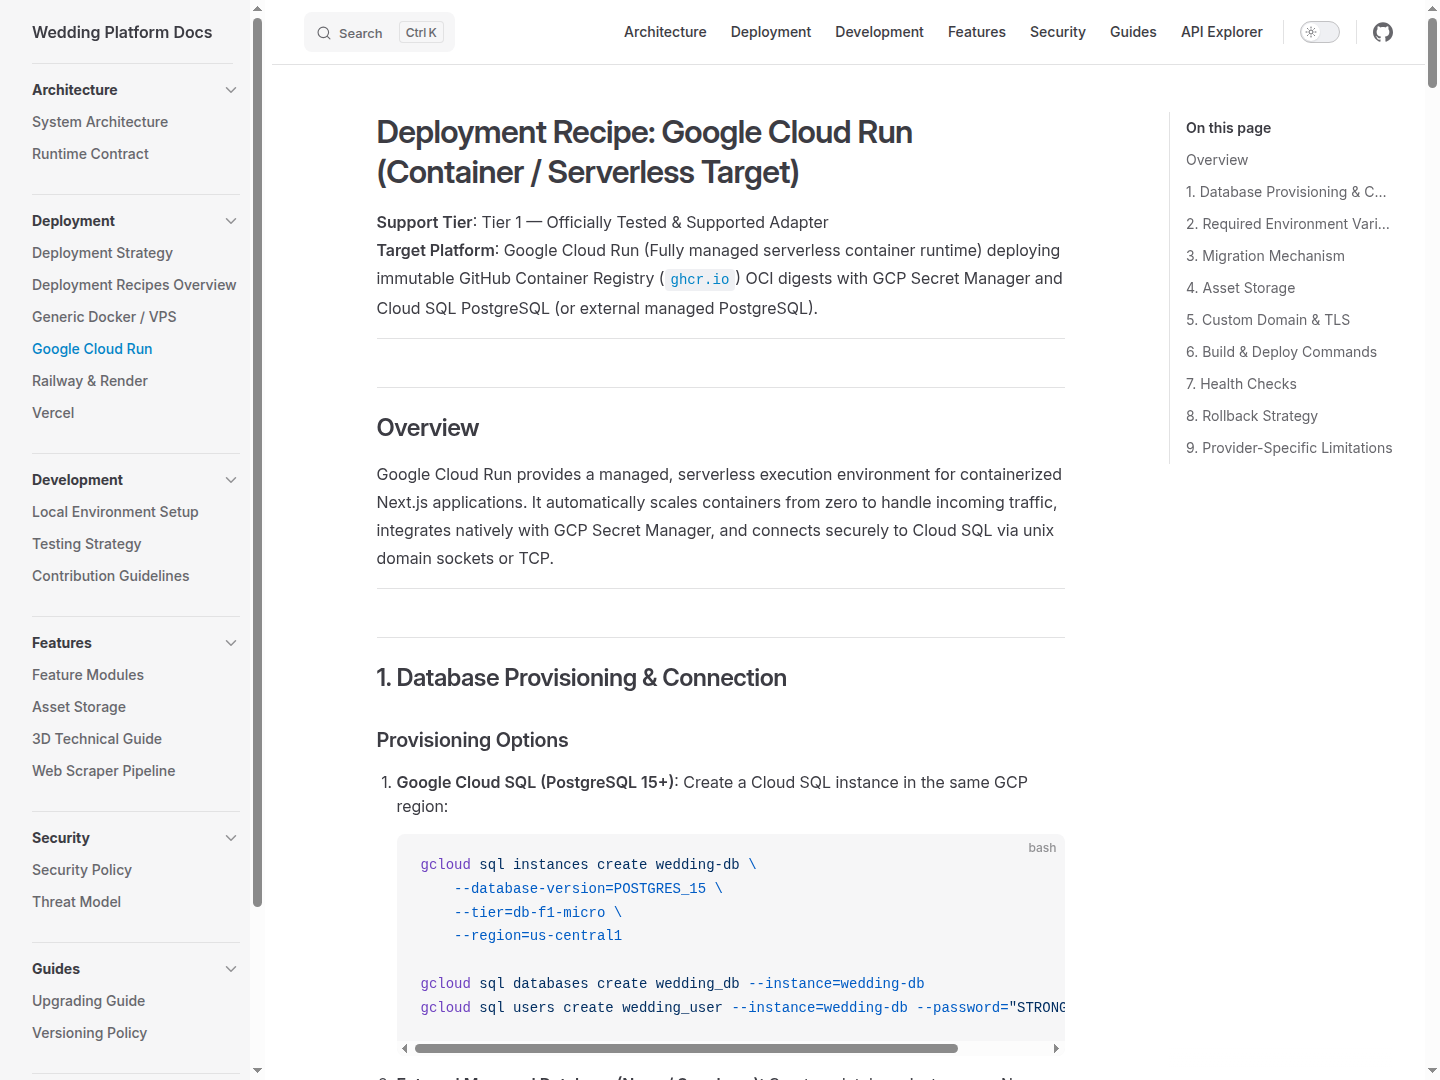 Wedding Platform Docs
Search
Ctrl K
Architecture
Deployment
Development
Features
Security
Guides
API Explorer
Architecture
System Architecture
Runtime Contract
Deployment
Deployment Strategy
Deployment Recipes Overview
Generic Docker / VPS
Google Cloud Run
Railway & Render
Vercel
Development
Local Environment Setup
Testing Strategy
Contribution Guidelines
Features
Feature Modules
Asset Storage
3D Technical Guide
Web Scraper Pipeline
Security
Security Policy
Threat Model
Guides
Upgrading Guide
Versioning Policy
Deployment Recipe: Google Cloud Run
(Container / Serverless Target)
Support Tier: Tier 1 — Officially Tested & Supported Adapter
Target Platform: Google Cloud Run (Fully managed serverless container runtime) deploying
immutable GitHub Container Registry (ghcr.io) OCI digests with GCP Secret Manager and
Cloud SQL PostgreSQL (or external managed PostgreSQL).
Overview
Google Cloud Run provides a managed, serverless execution environment for containerized
Next.js applications. It automatically scales containers from zero to handle incoming traffic,
integrates natively with GCP Secret Manager, and connects securely to Cloud SQL via unix
domain sockets or TCP.
1. Database Provisioning & Connection
Provisioning Options
1. Google Cloud SQL (PostgreSQL 15+): Create a Cloud SQL instance in the same GCP
region:
bash
gcloud sql instances create wedding-db \
--database-version=POSTGRES_15 \
--tier=db-f1-micro \
--region=us-central1
gcloud sql databases create wedding_db --instance=wedding-db
gcloud sql users create wedding_user --instance=wedding-db --password="STRONG
On this page
Overview
1. Database Provisioning & C...
2. Required Environment Vari...
3. Migration Mechanism
4. Asset Storage
5. Custom Domain & TLS
6. Build & Deploy Commands
7. Health Checks
8. Rollback Strategy
9. Provider-Specific Limitations